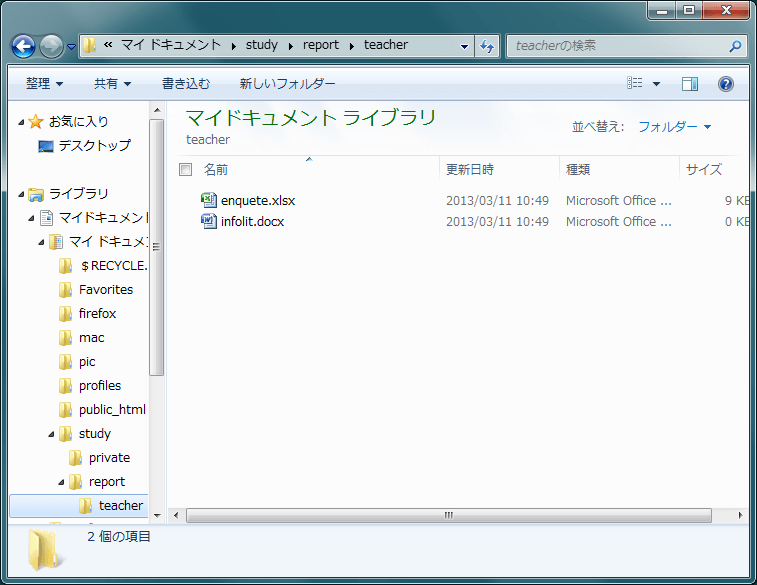 « マイ ドキュメント ▸ study ▸ report ▸ teacher
teacherの検索
整理 共有 書き込む 新しいフォルダー
お気に入り
デスクトップ
ライブラリ
マイドキュメント
マイ ドキュメ
$RECYCLE.
Favorites
firefox
mac
pic
profiles
public_html
study
private
report
teacher
マイドキュメント ライブラリ
teacher
並べ替え: フォルダー
名前 更新日時 種類 サイズ
enquete.xlsx 2013/03/11 10:49 Microsoft Office ... 9 KB
infolit.docx 2013/03/11 10:49 Microsoft Office ... 0 KB
2 個の項目